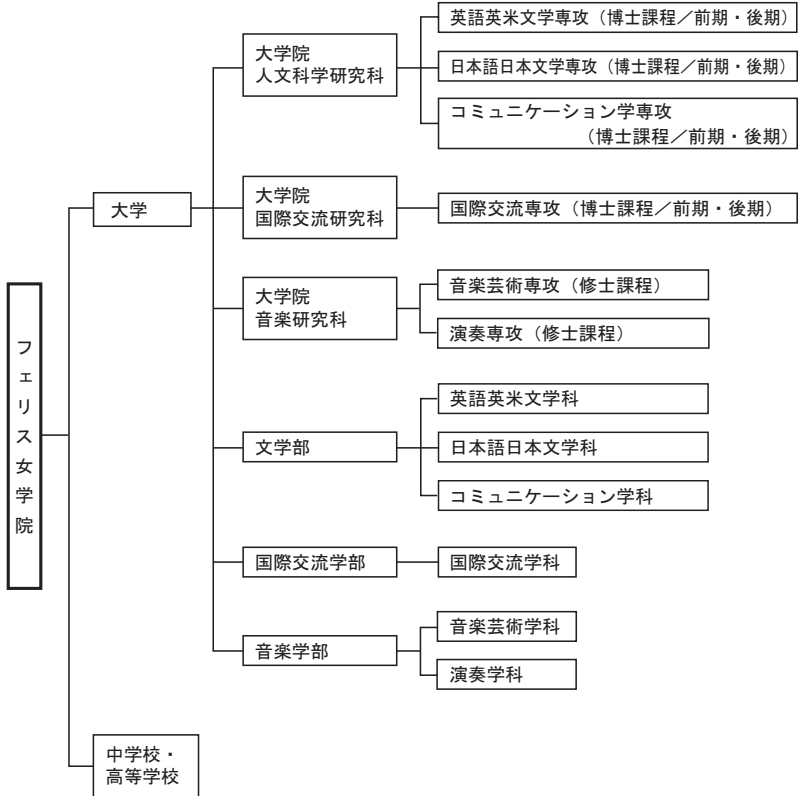 フェリス女学院
大学
大学院
人文科学研究科
英語英米文学専攻（博士課程／前期・後期）
日本語日本文学専攻（博士課程／前期・後期）
コミュニケーション学専攻
（博士課程／前期・後期）
大学院
国際交流研究科
国際交流専攻（博士課程／前期・後期）
大学院
音楽研究科
音楽芸術専攻（修士課程）
演奏専攻（修士課程）
文学部
英語英米文学科
日本語日本文学科
コミュニケーション学科
国際交流学部
国際交流学科
音楽学部
音楽芸術学科
演奏学科
中学校・
高等学校